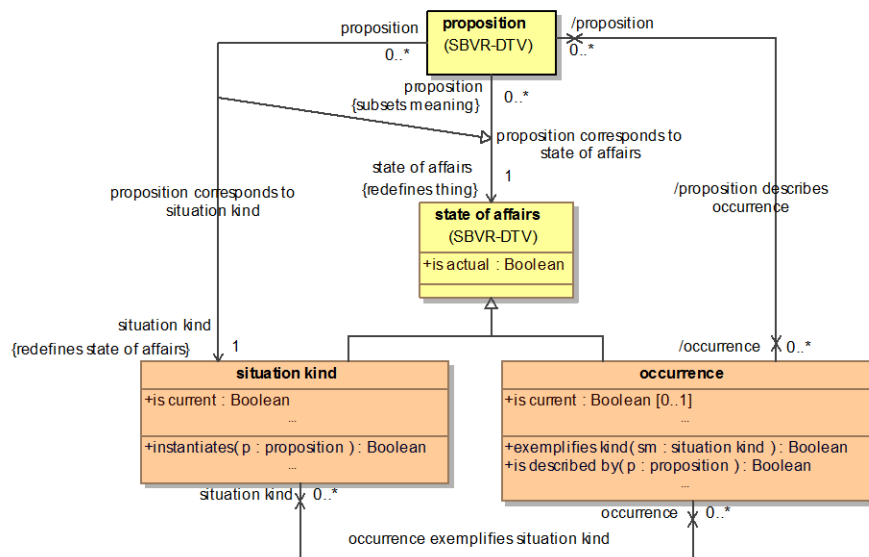 proposition
proposition
(SBVR-DTV)
/proposition
0..*
0..*
proposition
{subsets meaning}
0..*
proposition corresponds to
state of affairs
state of affairs
{redefines thing}
1
proposition corresponds to
situation kind
/proposition describes
occurrence
state of affairs
(SBVR-DTV)
+is actual : Boolean
situation kind
{redefines state of affairs}
1
/occurrence
0..*
situation kind
+is current : Boolean
...
+instantiates( p : proposition ) : Boolean
...
occurrence
+is current : Boolean [0..1]
...
+exemplifies kind( sm : situation kind ) : Boolean
+is described by( p : proposition ) : Boolean
...
situation kind
0..*
occurrence
0..*
occurrence exemplifies situation kind